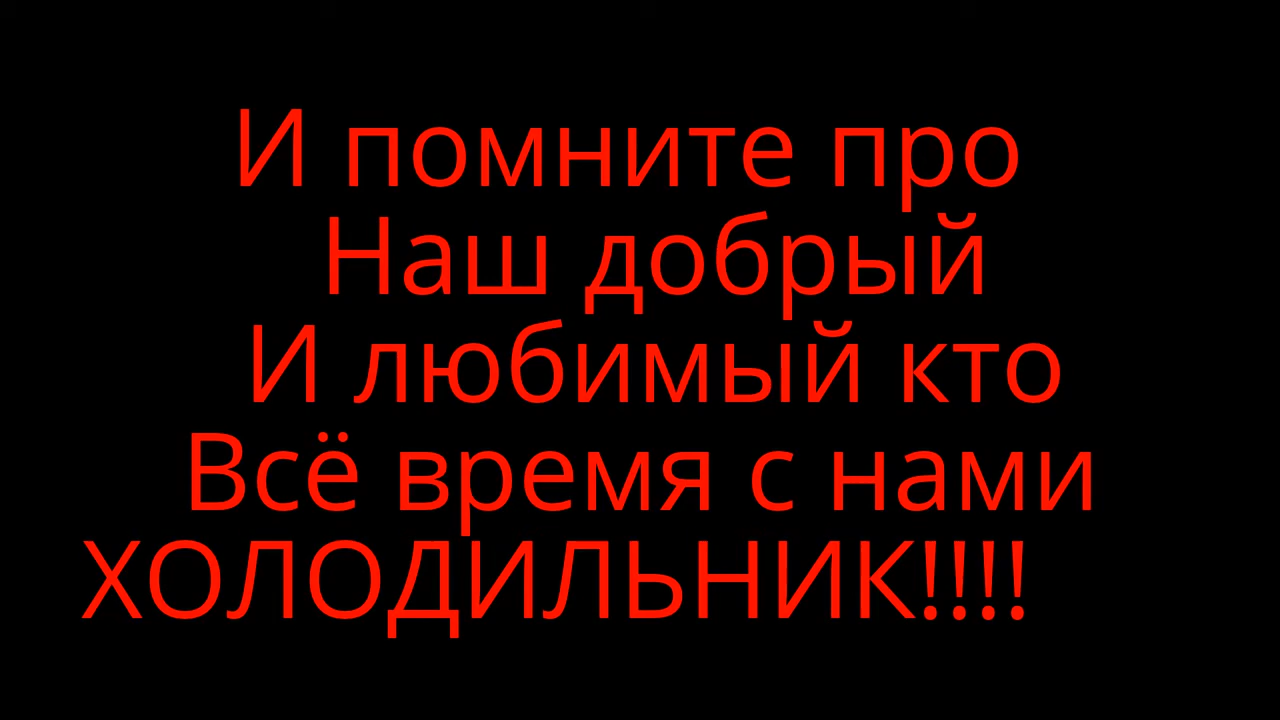 И помните про
Наш добрый
И любимый кто
Всё время с нами
ХОЛОДИЛЬНИК!!!!